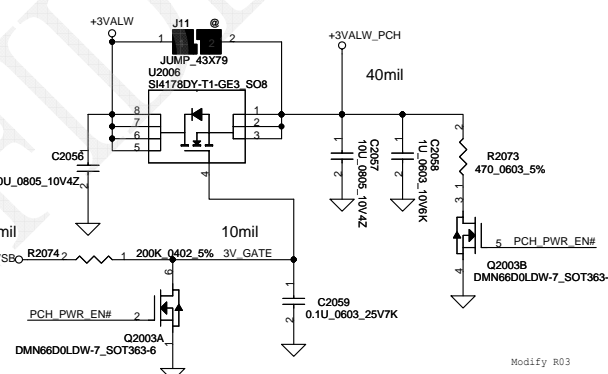 +3VALW
J11 @
1 2
JUMP_43X79
U2006
SI4178DY-T1-GE3_SO8
+3VALW_PCH
40mil
8
7
6
5
1
2
3
4
C2056
0U_0805_10V4Z
2
1
2
C2057
10U_0805_10V4Z
1
2
C2058
1U_0603_10V6K
2
1
R2073
470_0603_5%
3
5 PCH_PWR_EN#
4
Q2003B
DMN66D0LDW-7_SOT363-
mil
10mil
VSB R2074 2 1 200K_0402_5% 3V_GATE
6
PCH_PWR_EN# 2
1
Q2003A
DMN66D0LDW-7_SOT363-6
1
2
C2059
0.1U_0603_25V7K
Modify R03